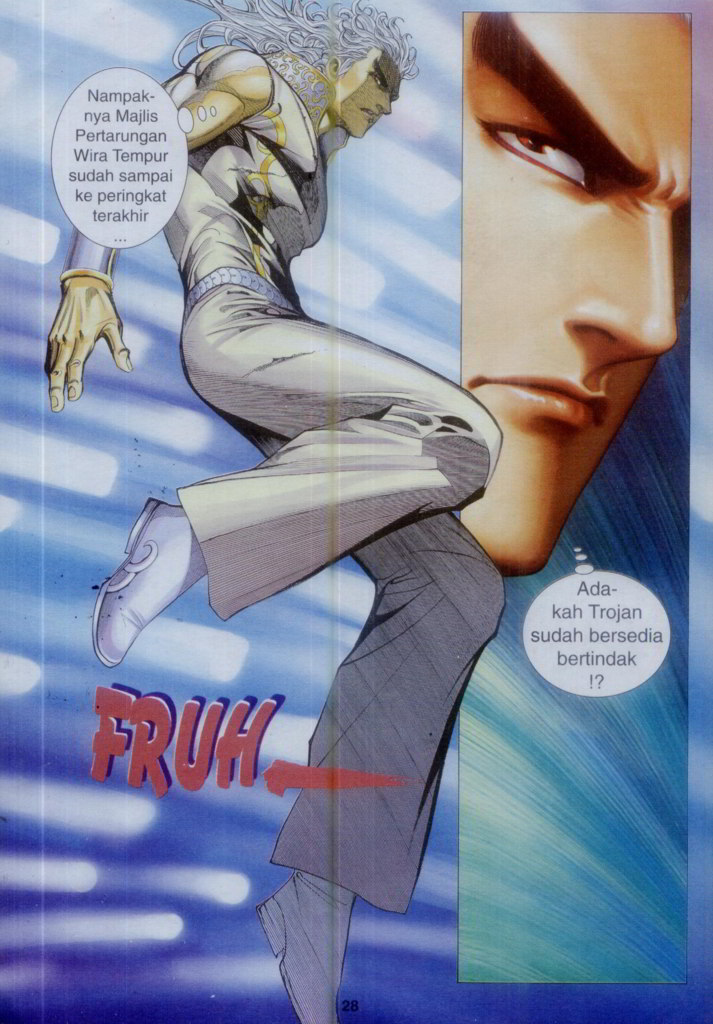 Nampak-
nya Majlis
Pertarungan
Wira Tempur
sudah sampai
ke peringkat
terakhir
...
Ada-
kah Trojan
sudah bersedia
bertindak
!?
FRUH
28